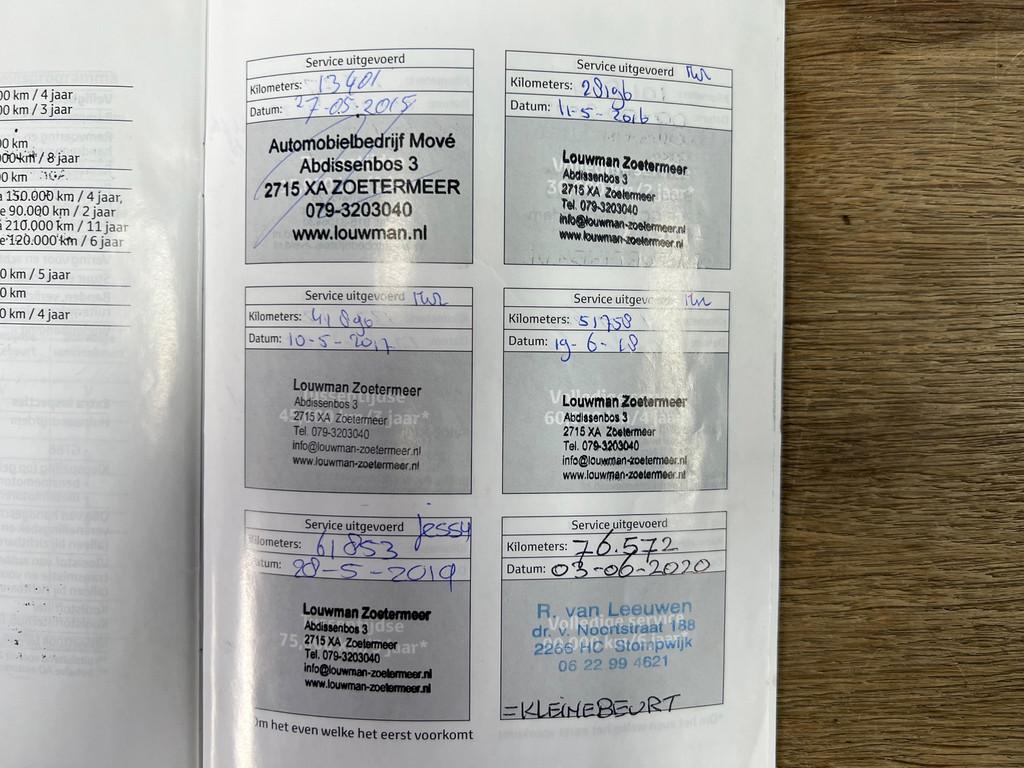 00 km / 4 jaar
00 km / 3 jaar
00 km
000 km / 8 jaar
00 km
150.000 km / 4 jaar,
e 90.000 km / 2 jaar
210.000 km / 11 jaar
e 120.000 km / 6 jaar
0 km / 5 jaar
0 km
0 km / 4 jaar
Service uitgevoerd
Kilometers: 13401
Datum: 27-05-2015
Automobielbedrijf Mové
Abdissenbos 3
2715 XA ZOETERMEER
079-3203040
www.louwman.nl
Service uitgevoerd
Kilometers: 28196
Datum: 11-5-2016
Louwman Zoetermeer
Abdissenbos 3
2715 XA Zoetermeer
Tel. 079-3203040
info@louwman-zoetermeer.nl
www.louwman-zoetermeer.nl
Service uitgevoerd
Kilometers: 41896
Datum: 10-5-2017
Louwman Zoetermeer
Abdissenbos 3
2715 XA Zoetermeer
Tel. 079-3203040
info@louwman-zoetermeer.nl
www.louwman-zoetermeer.nl
Service uitgevoerd
Kilometers: 51758
Datum: 19-6-18
Louwman Zoetermeer
Abdissenbos 3
2715 XA Zoetermeer
Tel. 079-3203040
info@louwman-zoetermeer.nl
www.louwman-zoetermeer.nl
Service uitgevoerd Jessy
Kilometers: 61853
Datum: 28-5-2019
Louwman Zoetermeer
Abdissenbos 3
2715 XA Zoetermeer
Tel. 079-3203040
info@louwman-zoetermeer.nl
www.louwman-zoetermeer.nl
Service uitgevoerd
Kilometers: 76.572
Datum: 03-06-2020
R. van Leeuwen
dr. v. Noortstraat 188
2266 HC Stompwijk
06 22 99 4621
=KLEINE BEURT
Om het even welke het eerst voorkomt